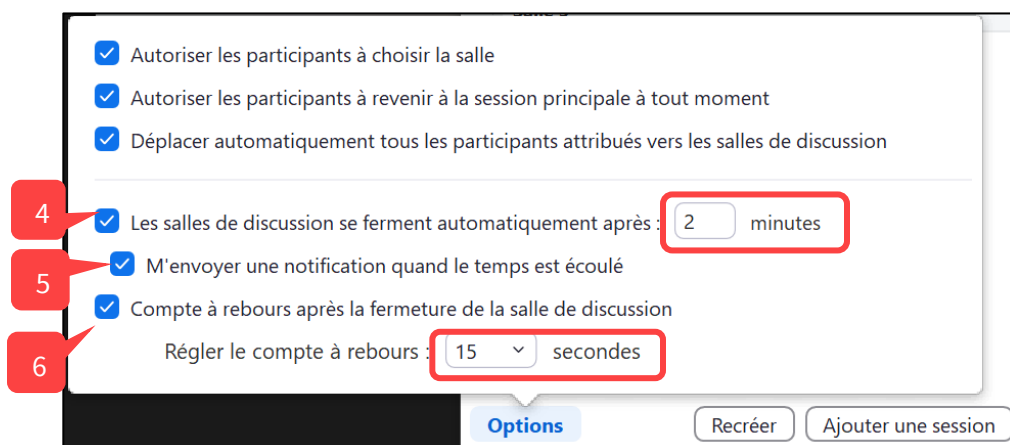 Autoriser les participants à choisir la salle
Autoriser les participants à revenir à la session principale à tout moment
Déplacer automatiquement tous les participants attribués vers les salles de discussion
4
Les salles de discussion se ferment automatiquement après : 2 minutes
5
M'envoyer une notification quand le temps est écoulé
Compte à rebours après la fermeture de la salle de discussion
6
Régler le compte à rebours : 15 secondes
Options Recréer Ajouter une session